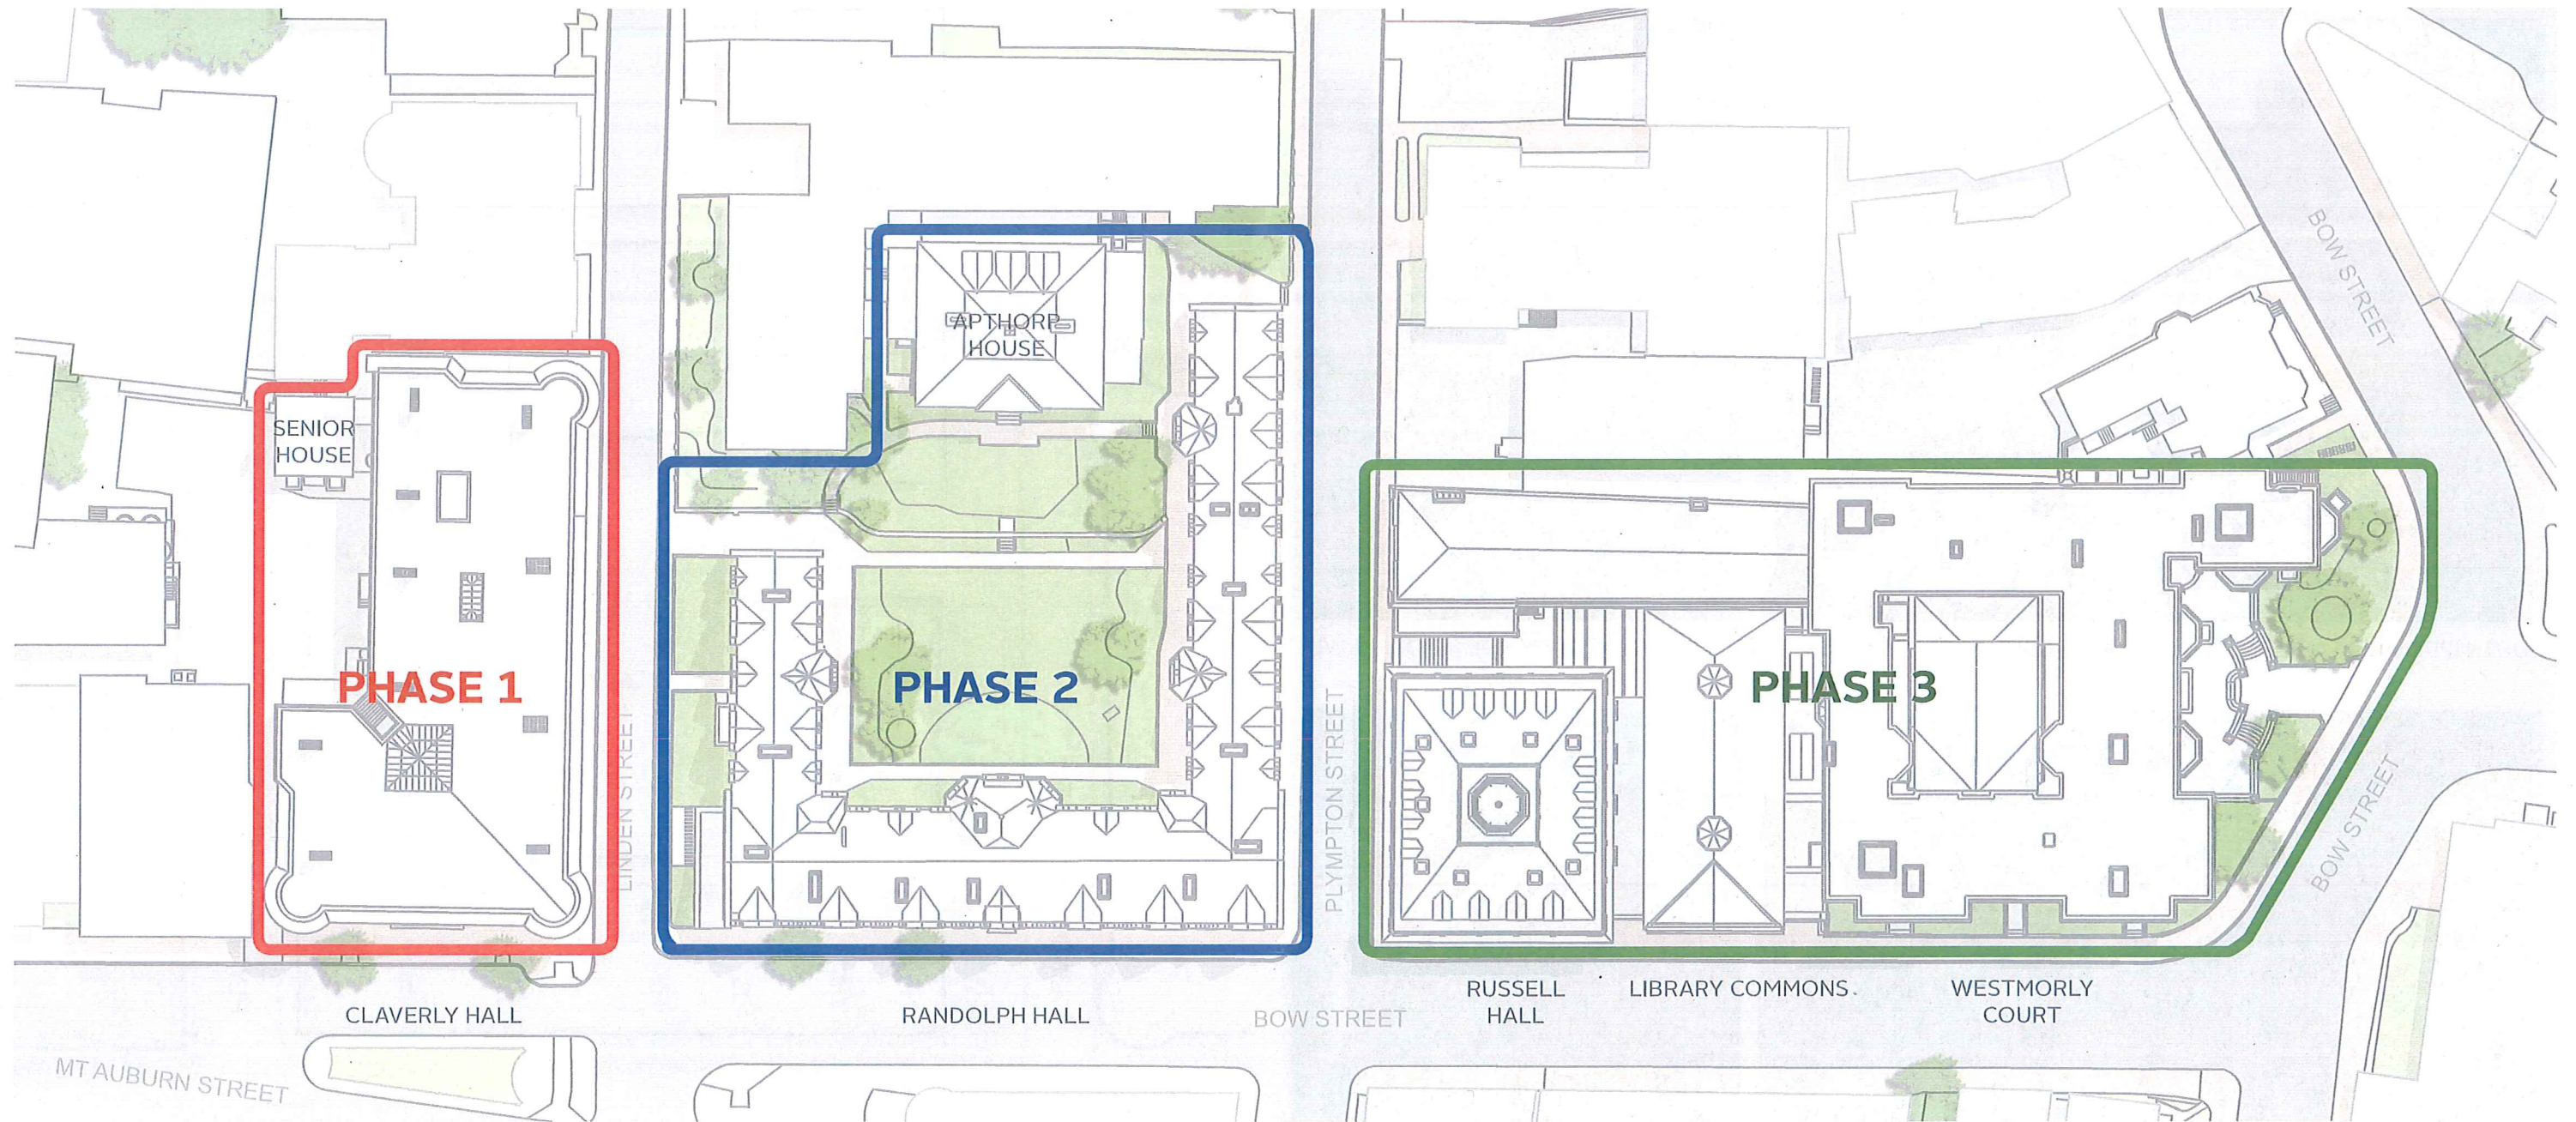 BOW STREET
APTHORP
HOUSE
SENIOR
HOUSE
PHASE 1
PHASE 2
PHASE 3
LINDEN STREET
PLYMPTON STREET
BOW STREET
RUSSELL
HALL
LIBRARY COMMONS
WESTMORLY
COURT
CLAVERLY HALL
RANDOLPH HALL
BOW STREET
MT AUBURN STREET